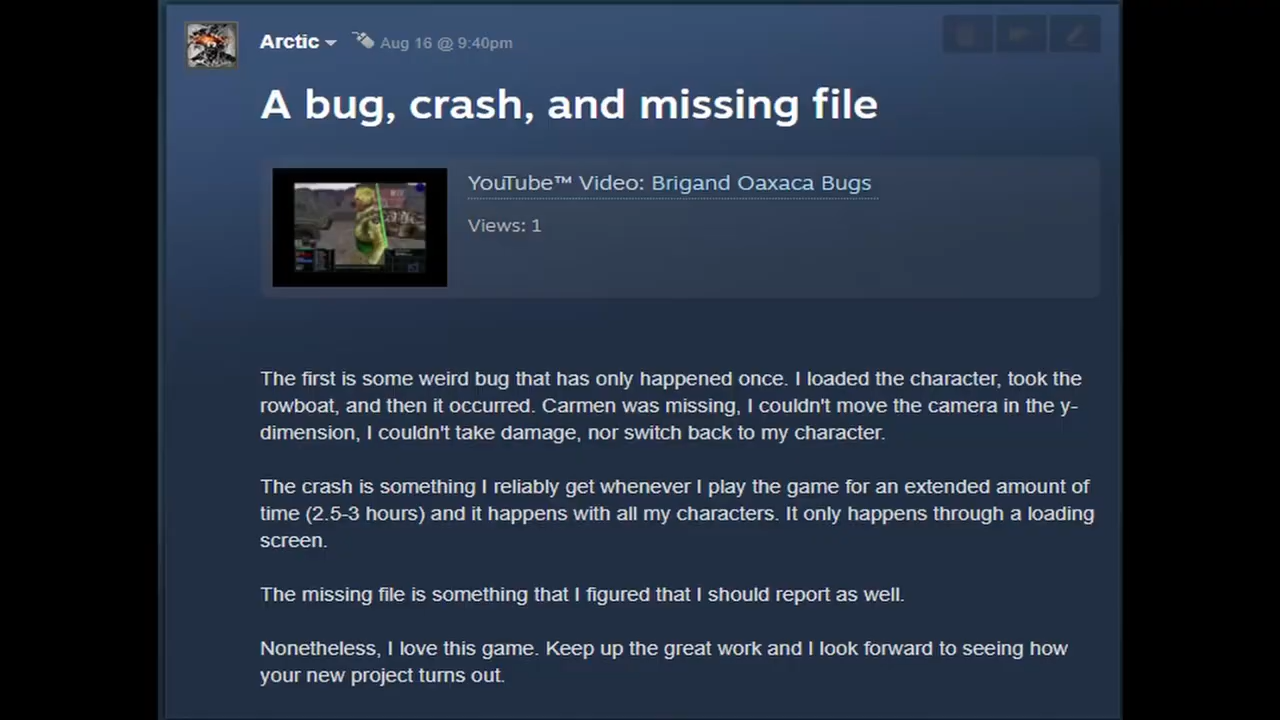 Arctic Aug 16 @ 9:40pm
A bug, crash, and missing file
YouTube™ Video: Brigand Oaxaca Bugs
Views: 1
The first is some weird bug that has only happened once. I loaded the character, took the
rowboat, and then it occurred. Carmen was missing, I couldn't move the camera in the y-
dimension, I couldn't take damage, nor switch back to my character.
The crash is something I reliably get whenever I play the game for an extended amount of
time (2.5-3 hours) and it happens with all my characters. It only happens through a loading
screen.
The missing file is something that I figured that I should report as well.
Nonetheless, I love this game. Keep up the great work and I look forward to seeing how
your new project turns out.